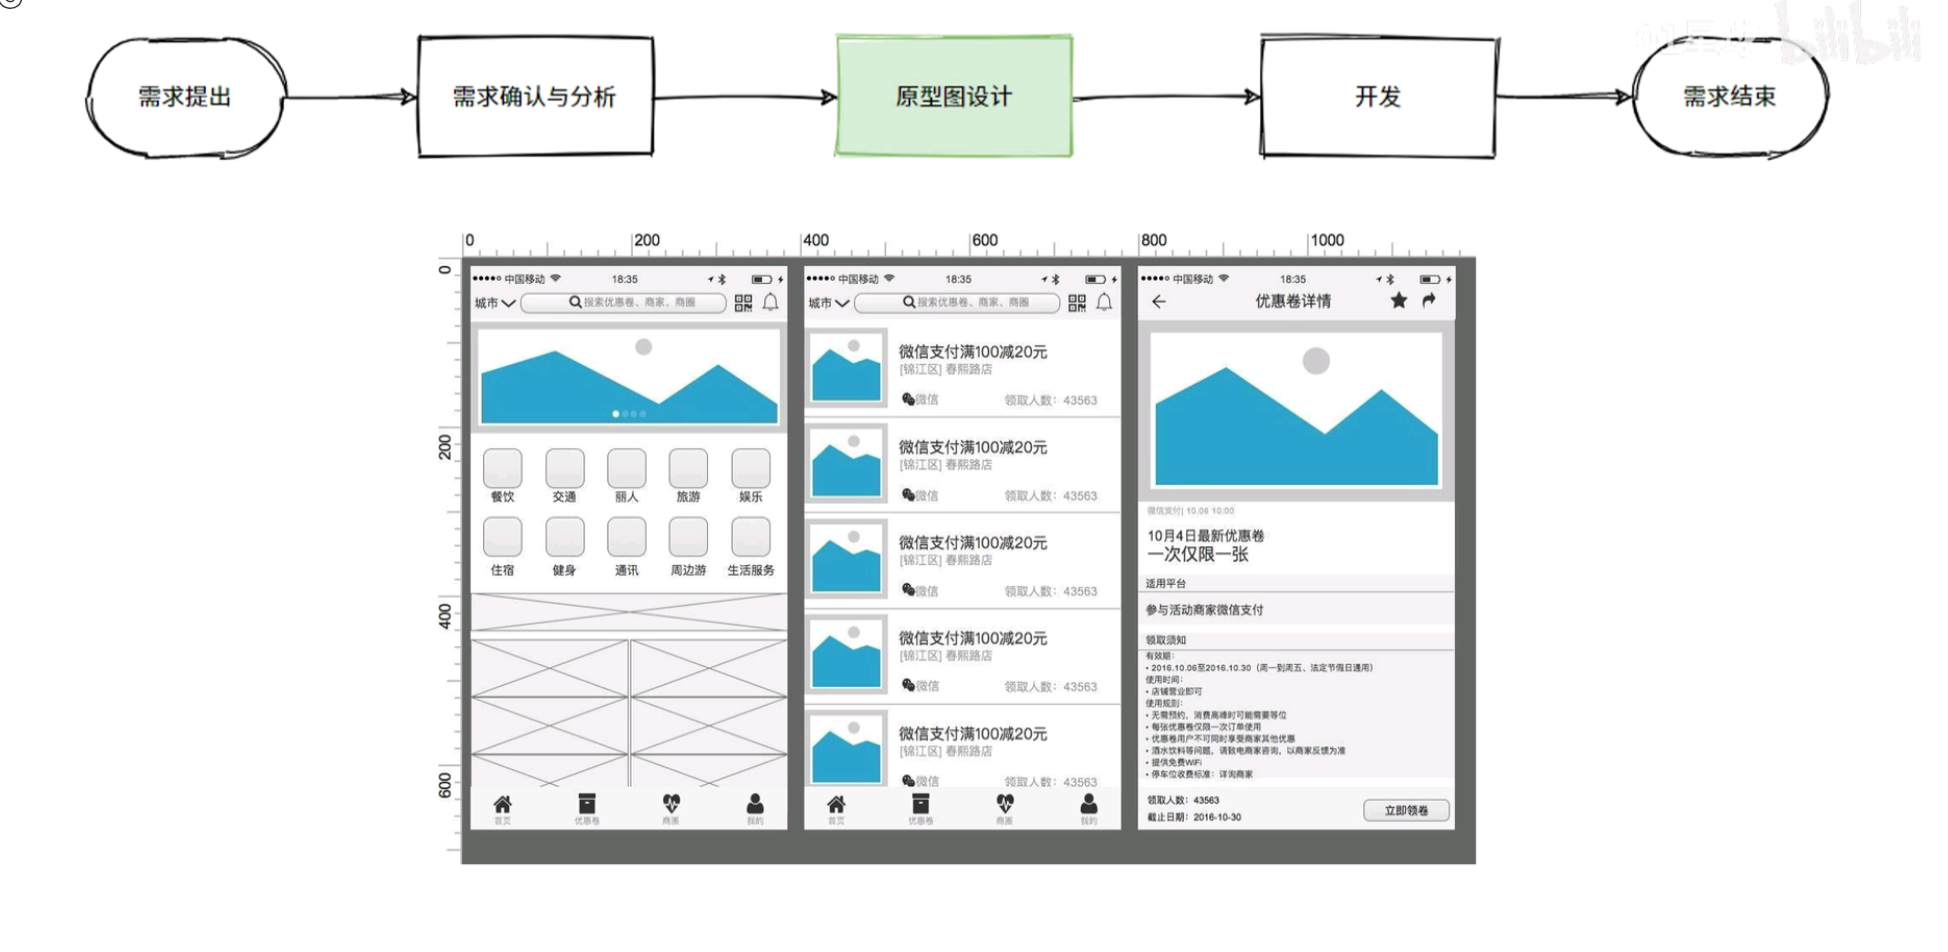 需求提出
需求确认与分析
原型图设计
开发
需求结束
bilibili
0
200
400
600
800
1000
0
200
400
600
中国移动
18:35
城市
搜索优惠卷、商家、商圈
餐饮
交通
丽人
旅游
娱乐
住宿
健身
通讯
周边游
生活服务
首页
优惠卷
商圈
我的
中国移动
18:35
城市
搜索优惠卷、商家、商圈
微信支付满100减20元
[锦江区] 春熙路店
微信
领取人数：43563
微信支付满100减20元
[锦江区] 春熙路店
微信
领取人数：43563
微信支付满100减20元
[锦江区] 春熙路店
微信
领取人数：43563
微信支付满100减20元
[锦江区] 春熙路店
微信
领取人数：43563
微信支付满100减20元
[锦江区] 春熙路店
微信
领取人数：43563
首页
优惠卷
商圈
我的
中国移动
18:35
优惠卷详情
微信支付| 10.06 10:00
10月4日最新优惠卷
一次仅限一张
适用平台
参与活动商家微信支付
领取须知
有效期：
• 2016.10.06至2016.10.30（周一到周五、法定节假日通用）
使用时间：
• 店铺营业即可
使用规则：
• 无需预约，消费高峰时可能需要等位
• 每张优惠卷仅限一次订单使用
• 优惠卷用户不可同时享受商家其他优惠
• 酒水饮料等问题，请致电商家咨询，以商家反馈为准
• 提供免费WiFi
• 停车位收费标准：详询商家
领取人数：43563
截止日期：2016-10-30
立即领卷